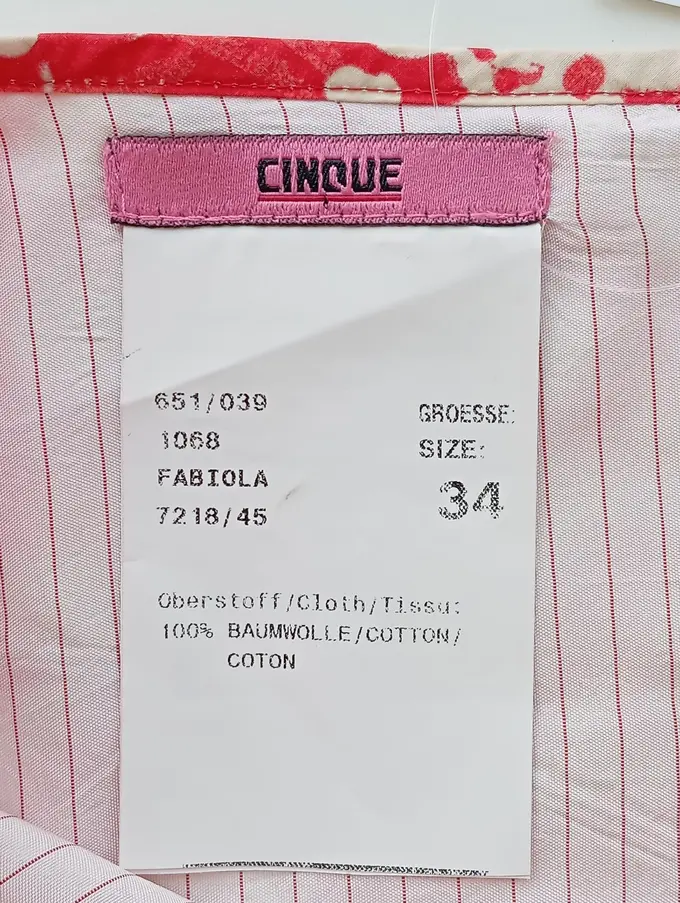 CINQUE
651/039
1068
FABIOLA
7218/45
GROESSE:
SIZE:
34
Oberstoff/Cloth/Tissu:
100% BAUMWOLLE/COTTON/
COTON